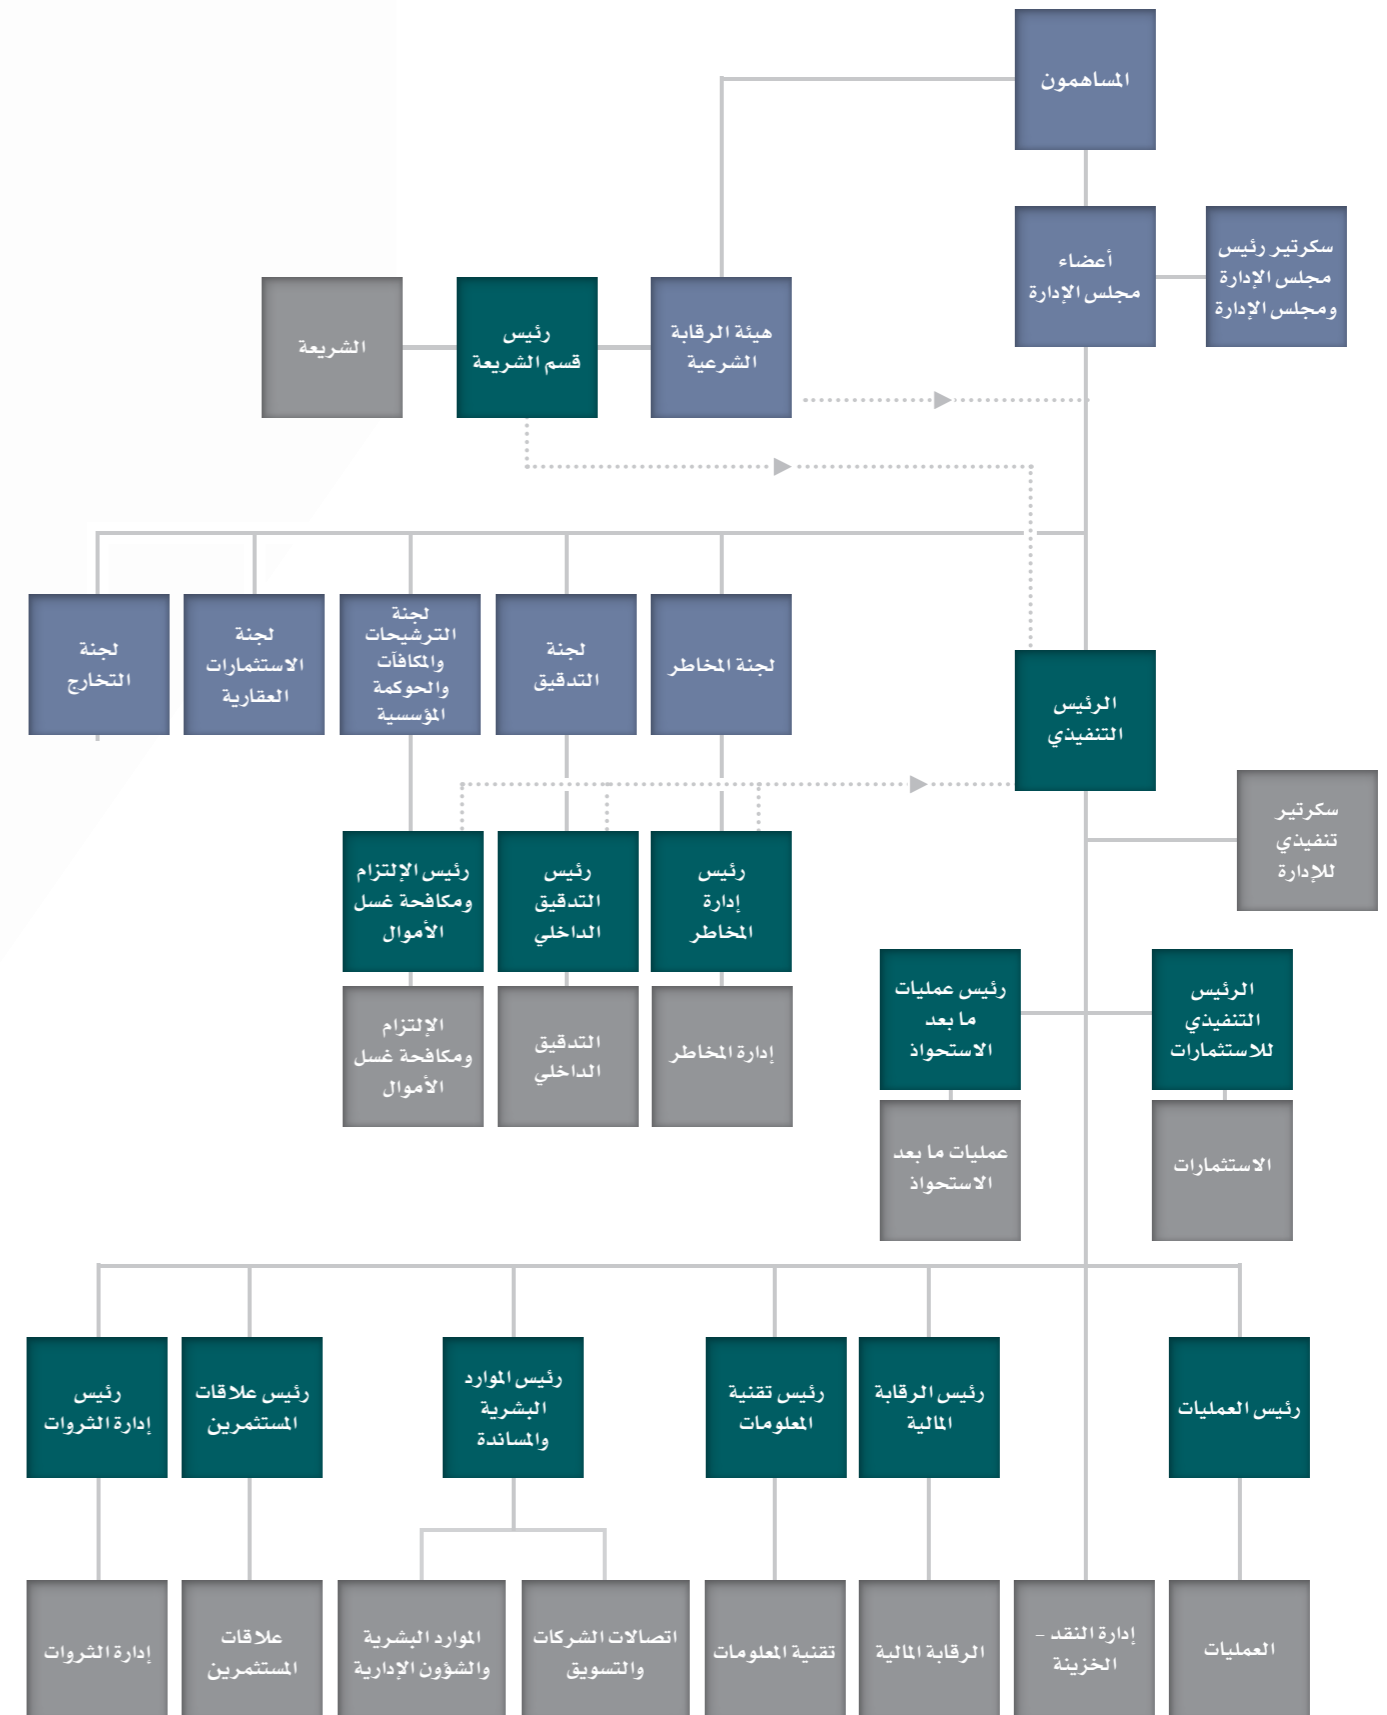 المساهمون
أعضاء
مجلس الإدارة
سكرتير رئيس
مجلس الإدارة
ومجلس الإدارة
هيئة الرقابة
الشرعية
رئيس
قسم الشريعة
الشريعة
لجنة المخاطر
لجنة
التدقيق
لجنة
الترشيحات
والمكافآت
والحوكمة
المؤسسية
لجنة
الاستثمارات
العقارية
لجنة
التخارج
الرئيس
التنفيذي
سكرتير
تنفيذي
للإدارة
رئيس
إدارة
المخاطر
رئيس
التدقيق
الداخلي
رئيس الإلتزام
ومكافحة غسل
الأموال
إدارة المخاطر
التدقيق
الداخلي
الإلتزام
ومكافحة غسل
الأموال
الرئيس
التنفيذي
للاستثمارات
رئيس عمليات
ما بعد
الاستحواذ
الاستثمارات
عمليات ما بعد
الاستحواذ
رئيس العمليات
رئيس الرقابة
المالية
رئيس تقنية
المعلومات
رئيس الموارد
البشرية
والمساندة
رئيس علاقات
المستثمرين
رئيس
إدارة الثروات
العمليات
إدارة النقد –
الخزينة
الرقابة المالية
تقنية المعلومات
اتصالات الشركات
والتسويق
الموارد البشرية
والشؤون الإدارية
علاقات
المستثمرين
إدارة الثروات